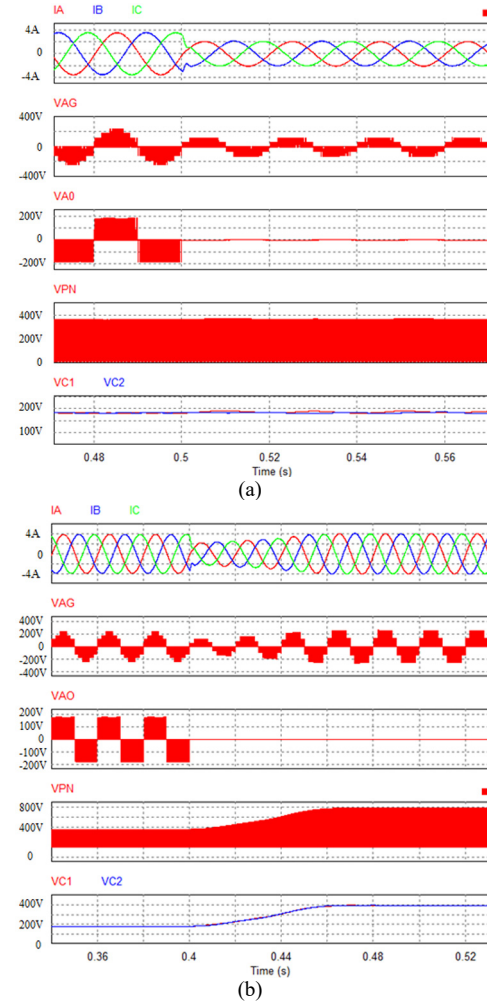 IA IB IC
4A
0
-4A
VAG
400V
0
-400V
VA0
200V
0
-200V
VPN
400V
200V
0
VC1 VC2
200V
100V
0.48 0.5 0.52 0.54 0.56
Time (s)
(a)
IA IB IC
4A
0
-4A
VAG
400V
200V
0
-200V
-400V
VAO
200V
100V
0
-100V
-200V
VPN
800V
400V
0
VC1 VC2
400V
200V
0
0.36 0.4 0.44 0.48 0.52
Time (s)
(b)